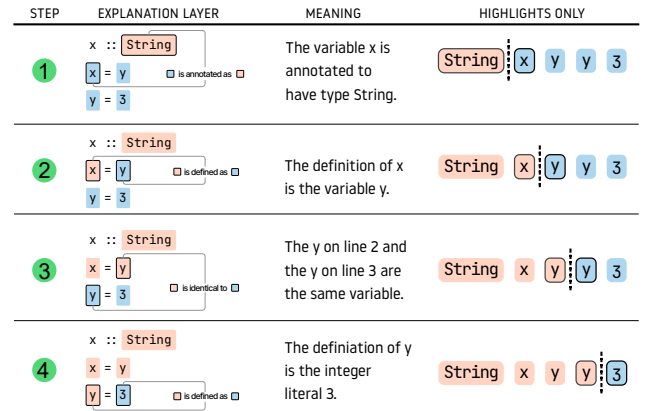 STEP EXPLANATION LAYER MEANING HIGHLIGHTS ONLY
1
x :: String
x = y
is annotated as
y = 3
The variable x is
annotated to
have type String.
String x y y 3
2
x :: String
x = y
is defined as
y = 3
The definition of x
is the variable y.
String x y y 3
3
x :: String
x = y
y = 3
is identical to
The y on line 2 and
the y on line 3 are
the same variable.
String x y y 3
4
x :: String
x = y
y = 3
is defined as
The definiation of y
is the integer
literal 3.
String x y y 3